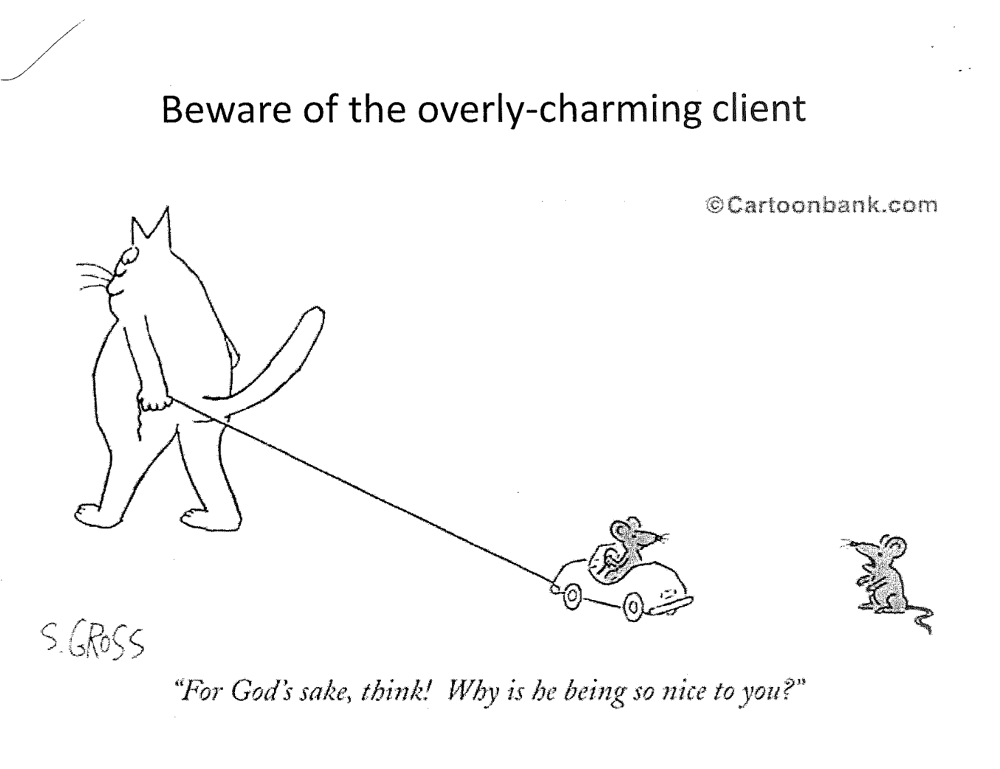 Beware of the overly-charming client
©Cartoonbank.com
S. GROSS
"For God's sake, think! Why is he being so nice to you?"